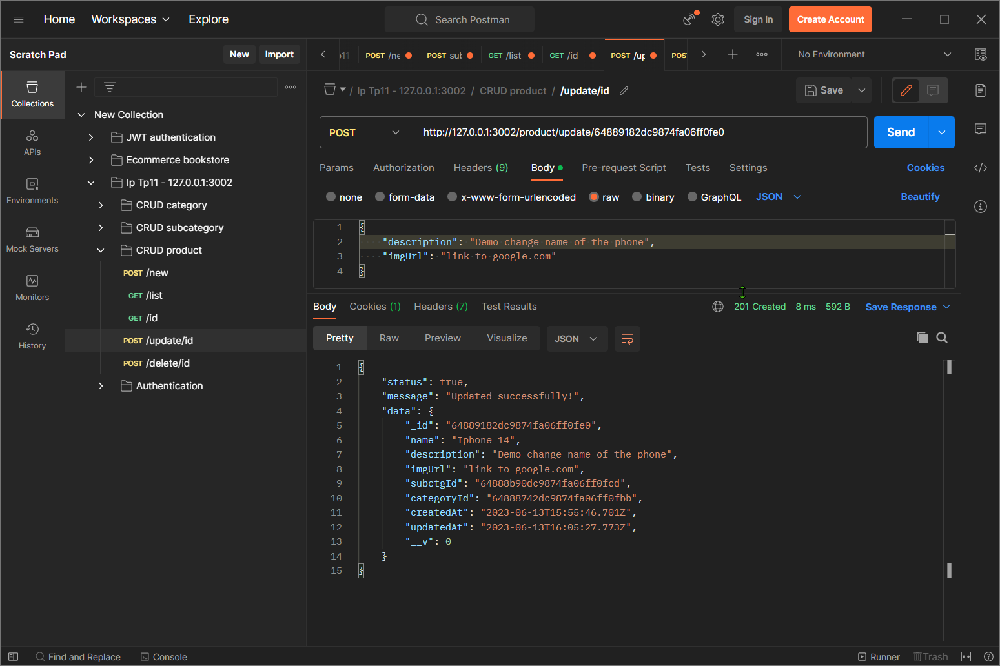 Home Workspaces Explore Search Postman Sign In Create Account
Scratch Pad New Import
p11 POST /ne POST sub GET /list GET /id POST /up POS No Environment
Collections
APIs
Environments
Mock Servers
Monitors
History
New Collection
JWT authentication
Ecommerce bookstore
Ip Tp11 - 127.0.0.1:3002
CRUD category
CRUD subcategory
CRUD product
POST /new
GET /list
GET /id
POST /update/id
POST /delete/id
Authentication
/ Ip Tp11 - 127.0.0.1:3002 / CRUD product / /update/id Save
POST http://127.0.0.1:3002/product/update/64889182dc9874fa06ff0fe0 Send
Params Authorization Headers (9) Body Pre-request Script Tests Settings Cookies
none form-data x-www-form-urlencoded raw binary GraphQL JSON Beautify
1 {
2 "description": "Demo change name of the phone",
3 "imgUrl": "link to google.com"
4 }
Body Cookies (1) Headers (7) Test Results 201 Created 8 ms 592 B Save Response
Pretty Raw Preview Visualize JSON
1 {
2 "status": true,
3 "message": "Updated successfully!",
4 "data": {
5 "_id": "64889182dc9874fa06ff0fe0",
6 "name": "Iphone 14",
7 "description": "Demo change name of the phone",
8 "imgUrl": "link to google.com",
9 "subctgId": "64888b90dc9874fa06ff0fcd",
10 "categoryId": "64888742dc9874fa06ff0fbb",
11 "createdAt": "2023-06-13T15:55:46.701Z",
12 "updatedAt": "2023-06-13T16:05:27.773Z",
13 "__v": 0
14 }
15 }
Find and Replace Console Runner Trash